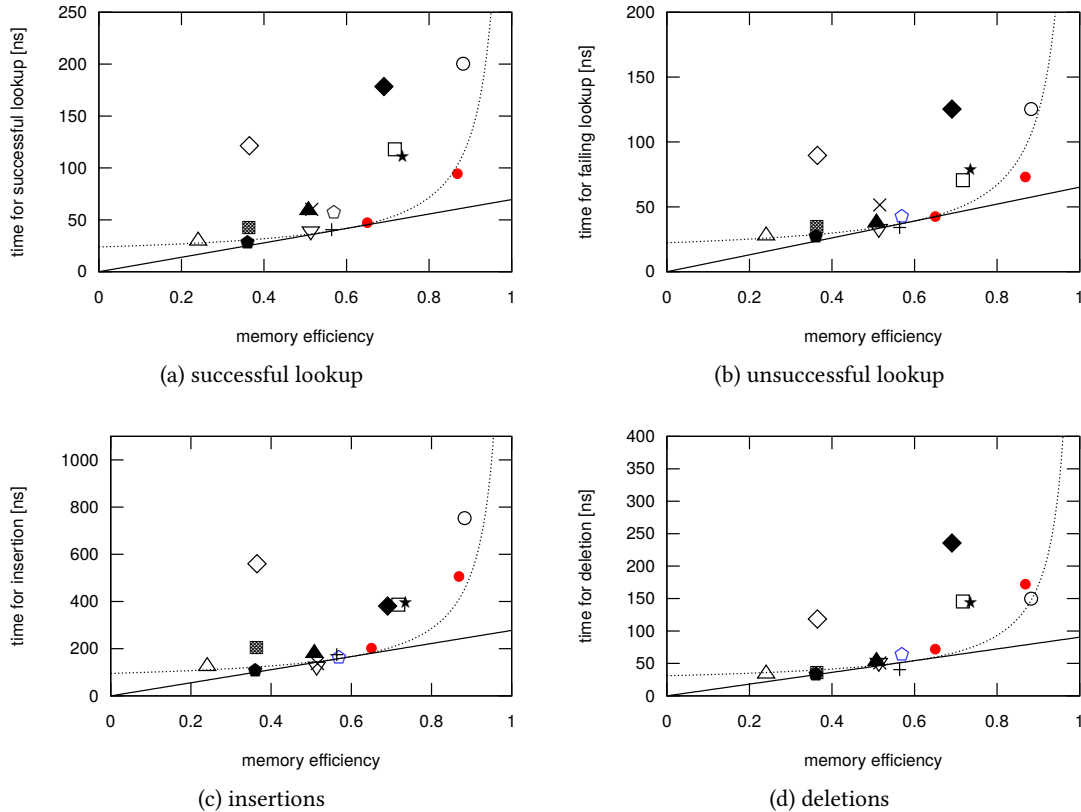 time for successful lookup [ns]
250
200
150
100
50
0
0 0.2 0.4 0.6 0.8 1
memory efficiency
(a) successful lookup
time for failing lookup [ns]
200
150
100
50
0
0 0.2 0.4 0.6 0.8 1
memory efficiency
(b) unsuccessful lookup
time for insertion [ns]
1000
800
600
400
200
0
0 0.2 0.4 0.6 0.8 1
memory efficiency
(c) insertions
time for deletion [ns]
400
350
300
250
200
150
100
50
0
0 0.2 0.4 0.6 0.8 1
memory efficiency
(d) deletions